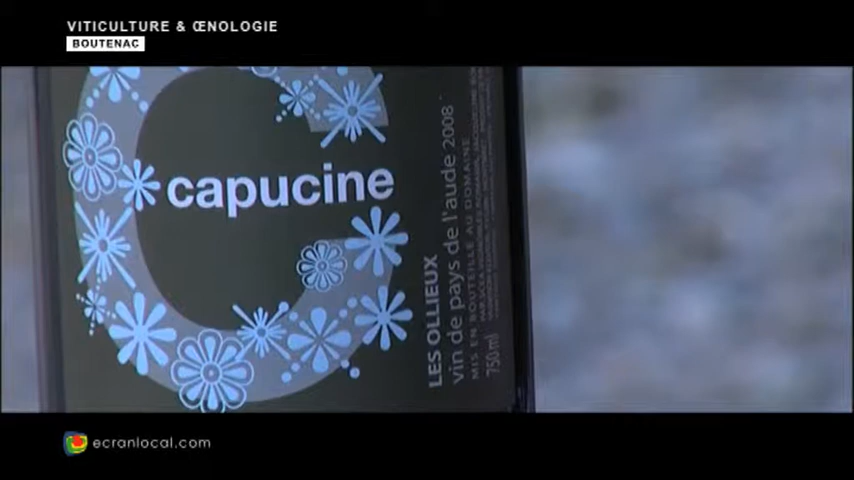 VITICULTURE & ŒNOLOGIE
BOUTENAC
C
capucine
LES OLLIEUX
vin de pays de l'aude 2008
MIS EN BOUTEILLE AU DOMAINE
750 ml
ecranlocal.com